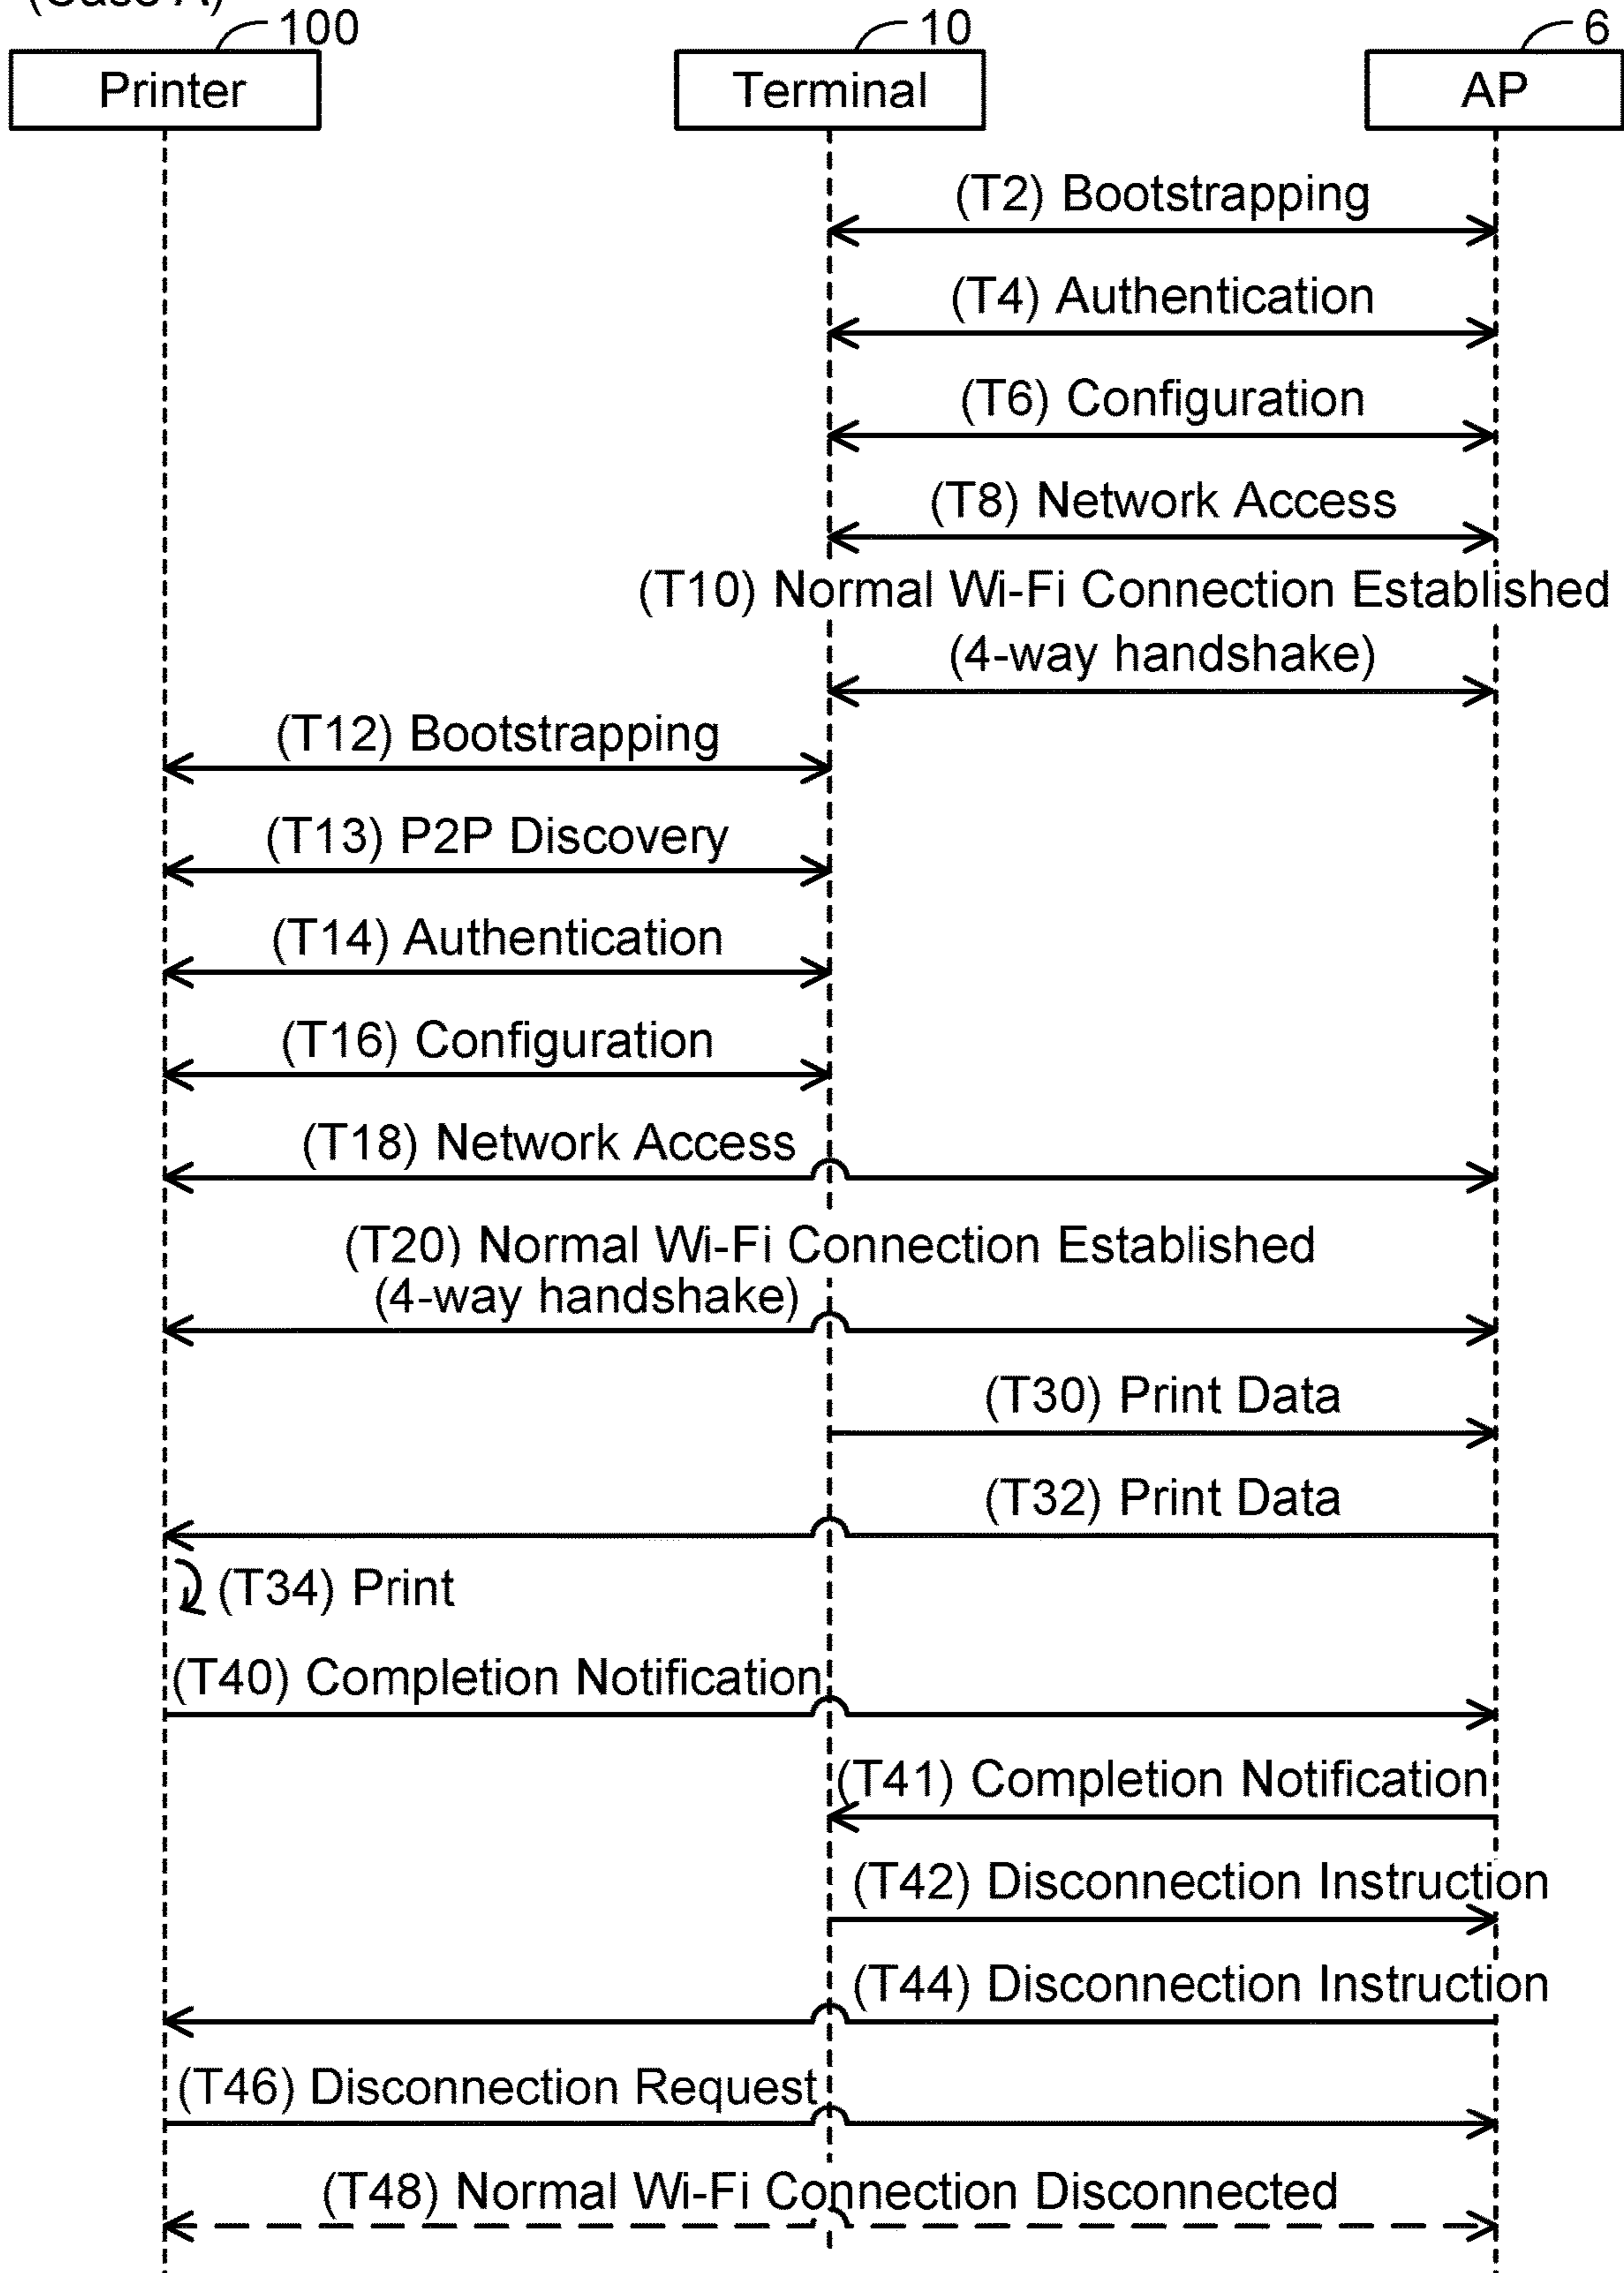 (Case A)
100
10
6
Printer
Terminal
AP
(T2) Bootstrapping
(T4) Authentication
(T6) Configuration
(T8) Network Access
(T10) Normal Wi-Fi Connection Established
(4-way handshake)
(T12) Bootstrapping
(T13) P2P Discovery
(T14) Authentication
(T16) Configuration
(T18) Network Access
(T20) Normal Wi-Fi Connection Established
(4-way handshake)
(T30) Print Data
(T32) Print Data
(T34) Print
(T40) Completion Notification
(T41) Completion Notification
(T42) Disconnection Instruction
(T44) Disconnection Instruction
(T46) Disconnection Request
(T48) Normal Wi-Fi Connection Disconnected